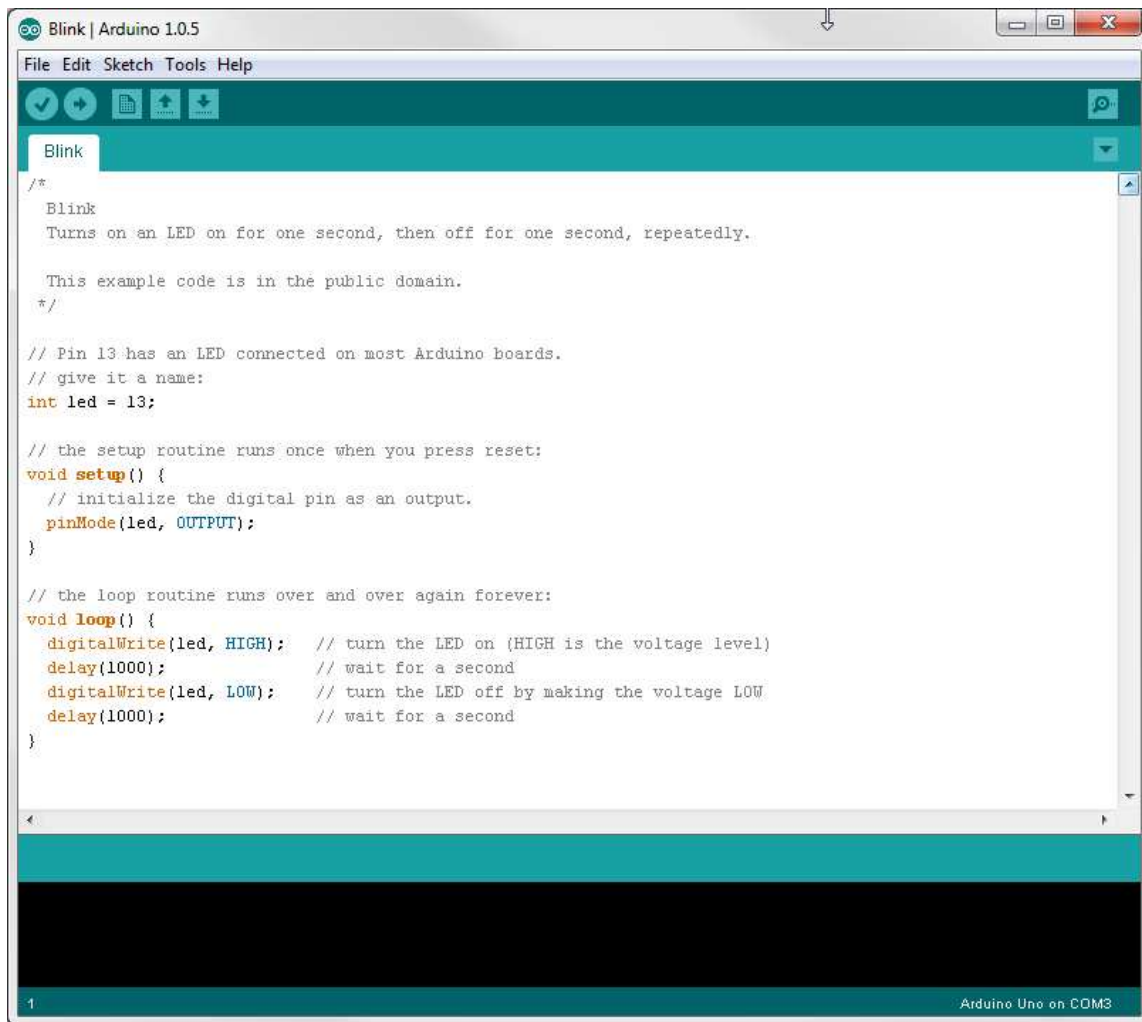 Blink | Arduino 1.0.5
File Edit Sketch Tools Help
Blink
/*
  Blink
  Turns on an LED on for one second, then off for one second, repeatedly.

  This example code is in the public domain.
 */

// Pin 13 has an LED connected on most Arduino boards.
// give it a name:
int led = 13;

// the setup routine runs once when you press reset:
void setup() {
  // initialize the digital pin as an output.
  pinMode(led, OUTPUT);
}

// the loop routine runs over and over again forever:
void loop() {
  digitalWrite(led, HIGH);   // turn the LED on (HIGH is the voltage level)
  delay(1000);               // wait for a second
  digitalWrite(led, LOW);    // turn the LED off by making the voltage LOW
  delay(1000);               // wait for a second
}
1 Arduino Uno on COM3